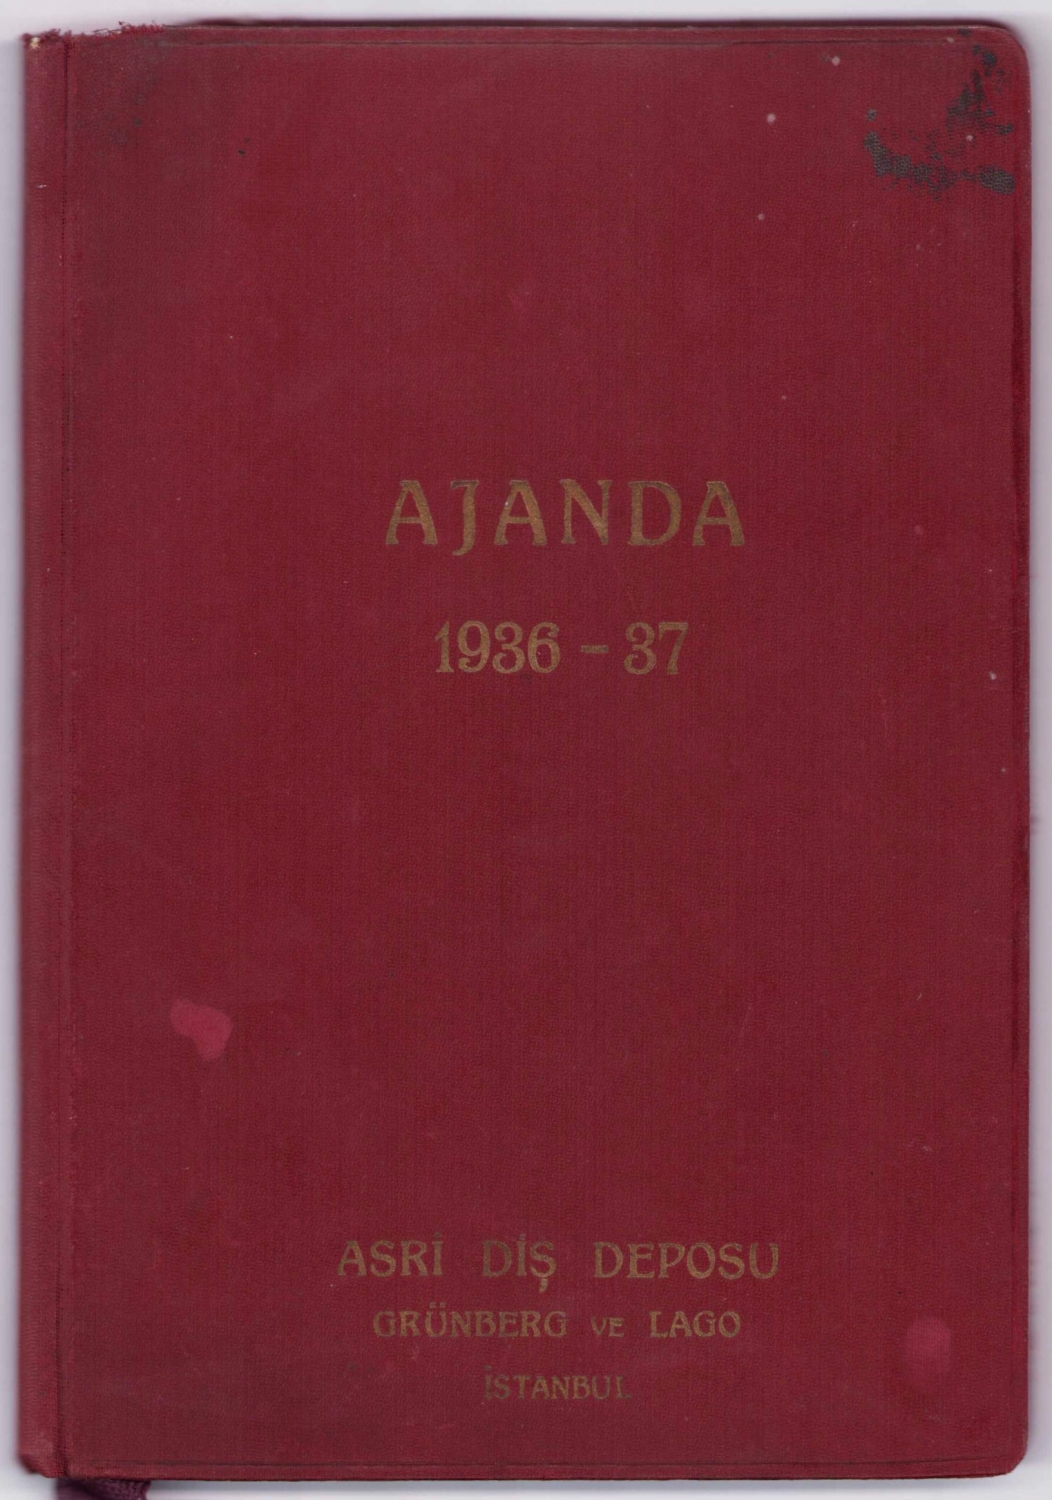 AJANDA
1936 - 37
ASRİ DİŞ DEPOSU
GRÜNBERG VE LAGO
İSTANBUL